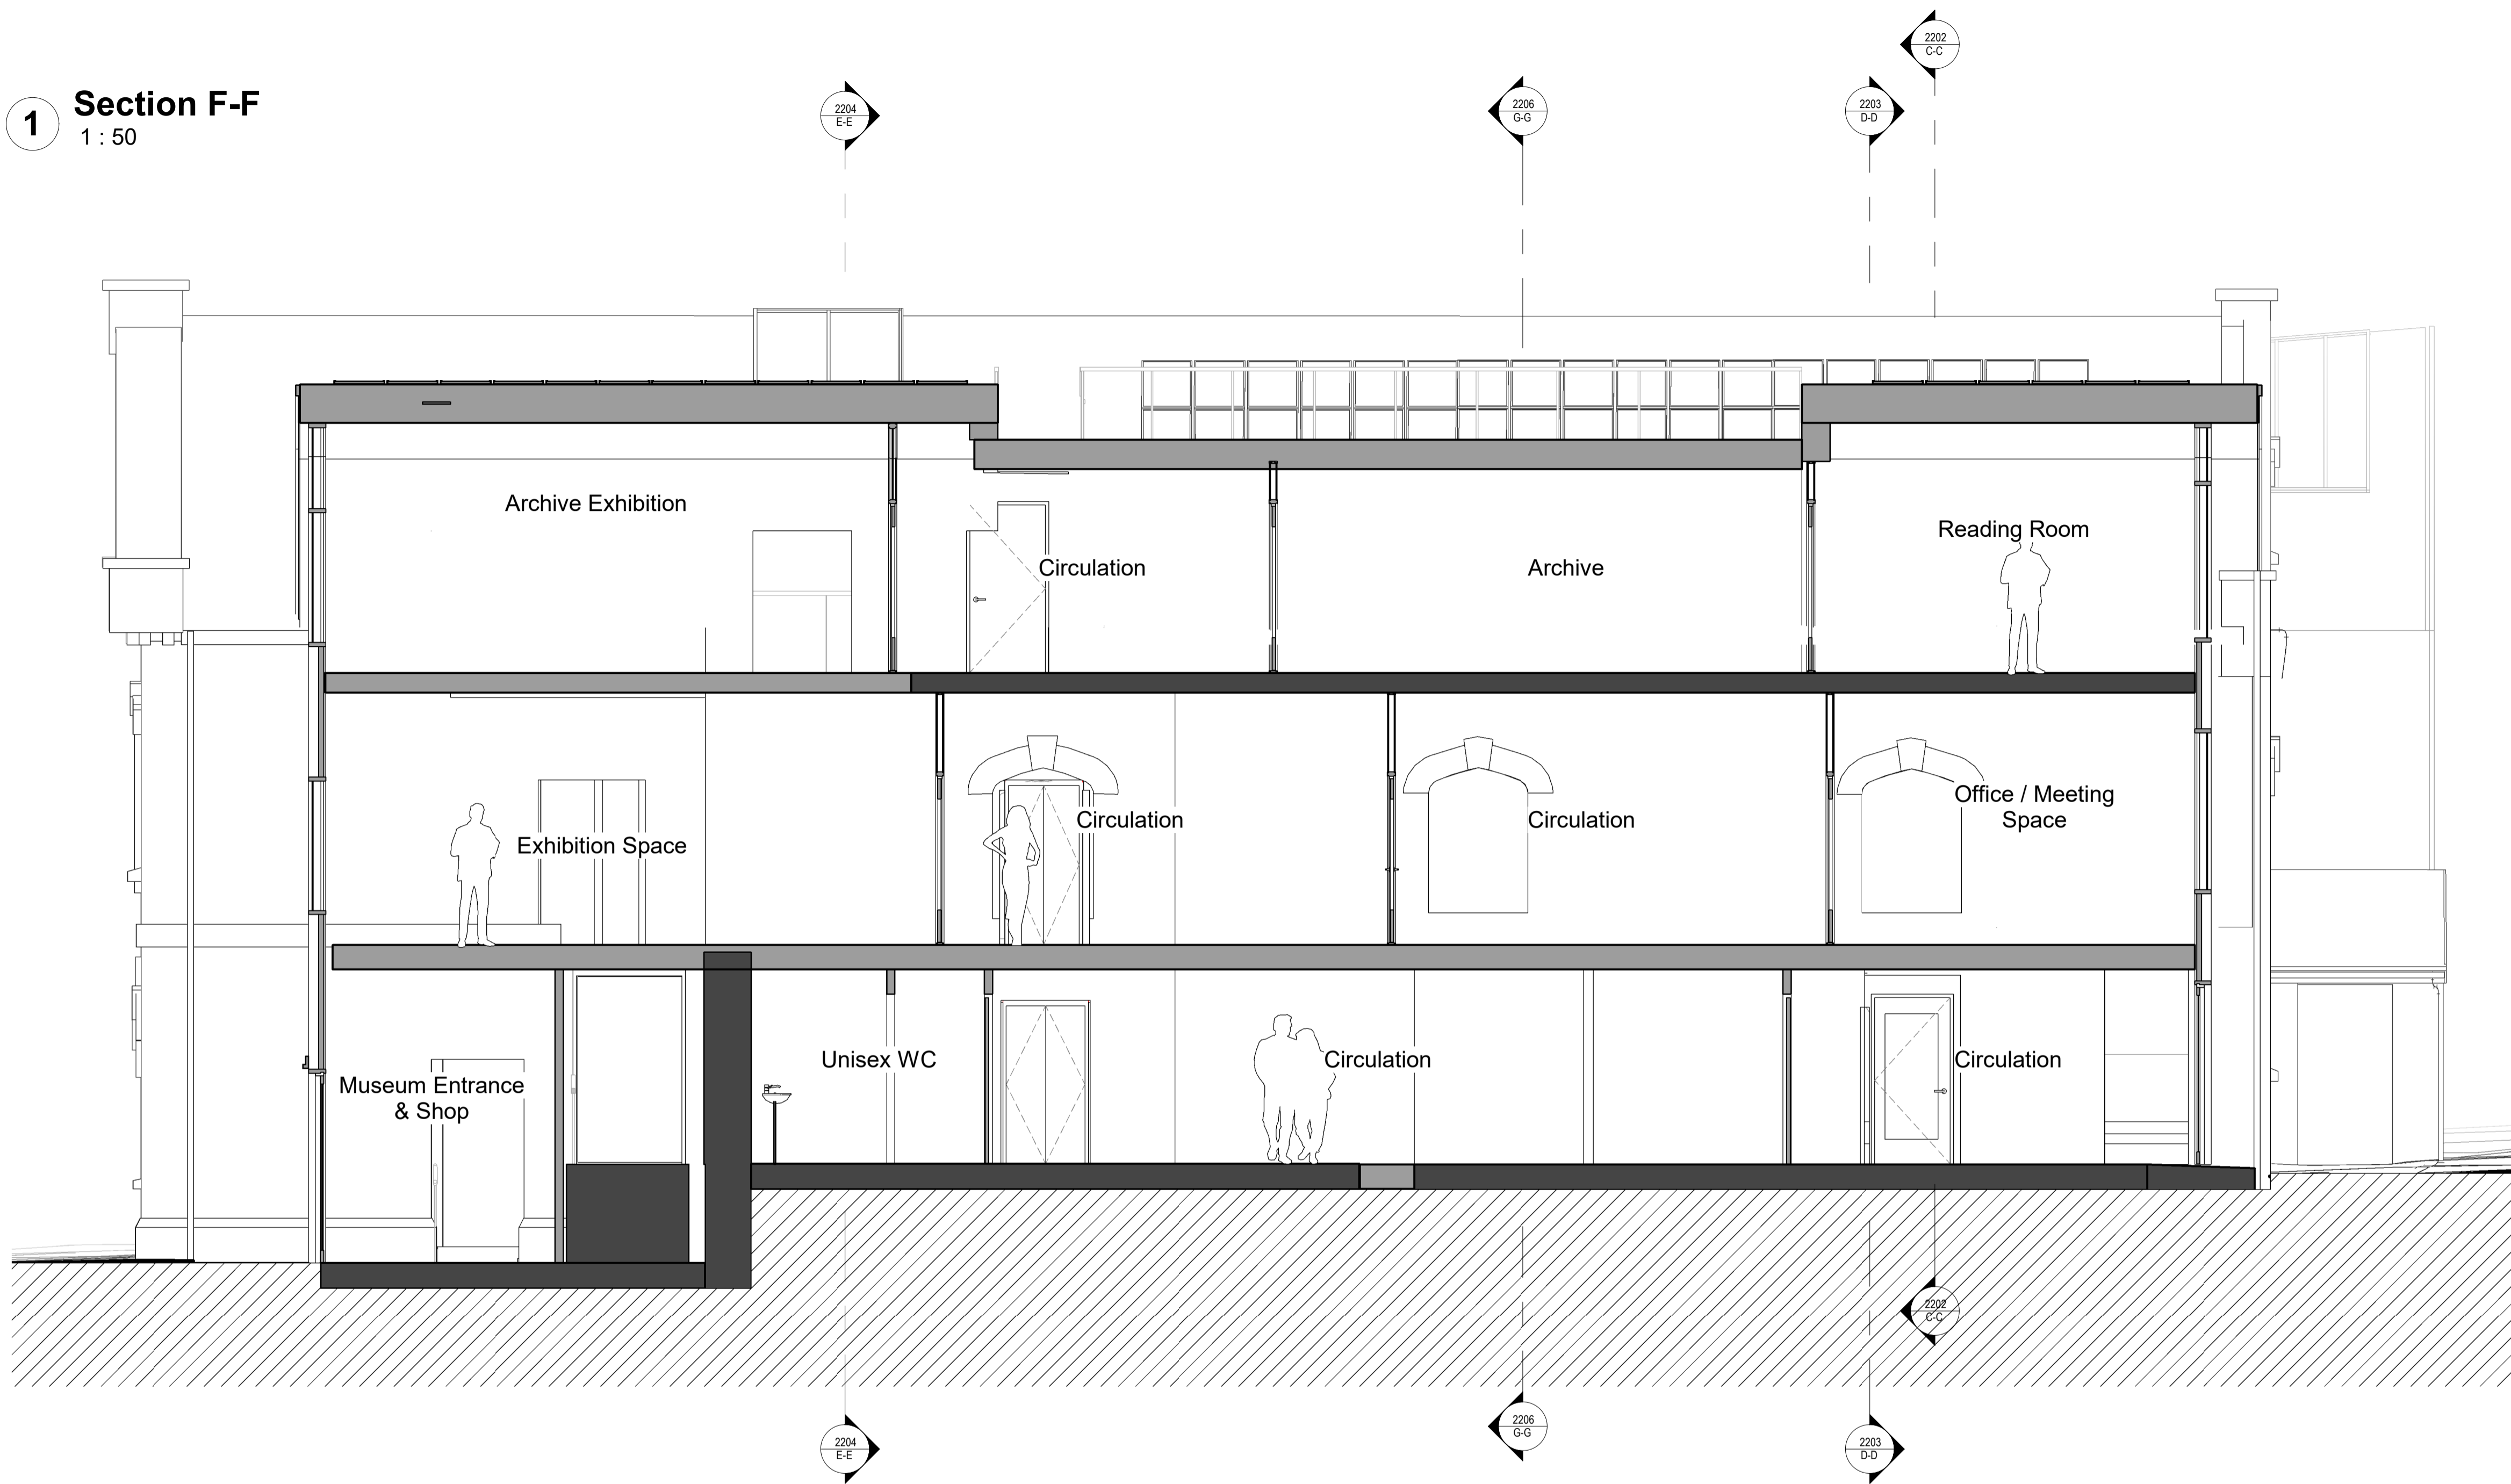 2202
C-C
2204
E-E
2206
G-G
2203
D-D
1
Section F-F
1 : 50
Archive Exhibition
Circulation
Archive
Reading Room
Exhibition Space
Circulation
Circulation
Office / Meeting
Space
Museum Entrance
& Shop
Unisex WC
Circulation
Circulation
2202
C-C
2204
E-E
2206
G-G
2203
D-D